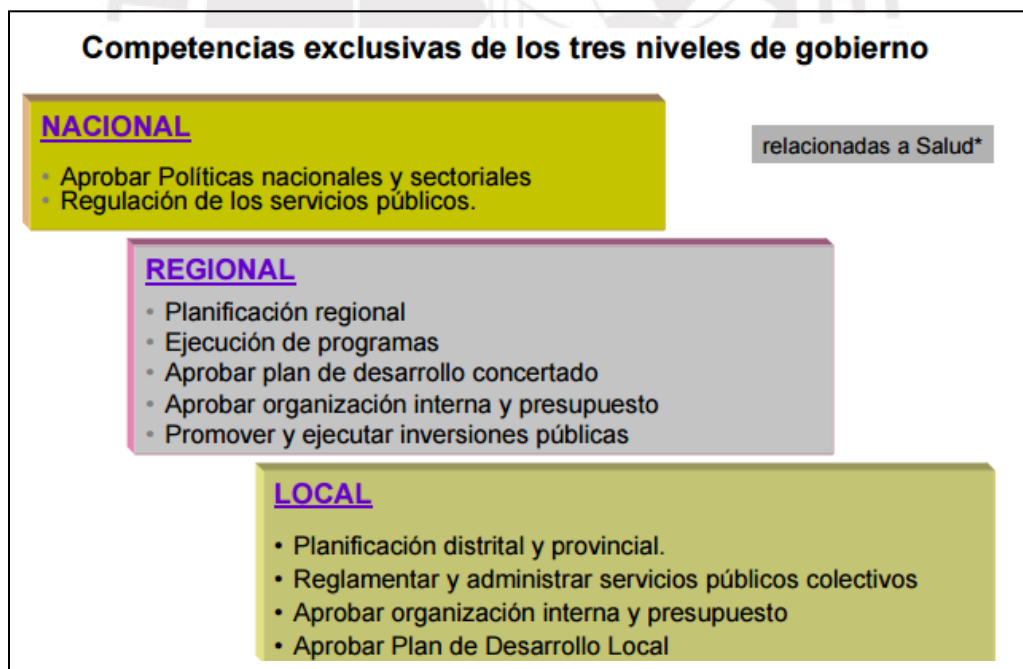 Competencias exclusivas de los tres niveles de gobierno
NACIONAL
• Aprobar Políticas nacionales y sectoriales
• Regulación de los servicios públicos.
relacionadas a Salud*
REGIONAL
• Planificación regional
• Ejecución de programas
• Aprobar plan de desarrollo concertado
• Aprobar organización interna y presupuesto
• Promover y ejecutar inversiones públicas
LOCAL
• Planificación distrital y provincial.
• Reglamentar y administrar servicios públicos colectivos
• Aprobar organización interna y presupuesto
• Aprobar Plan de Desarrollo Local